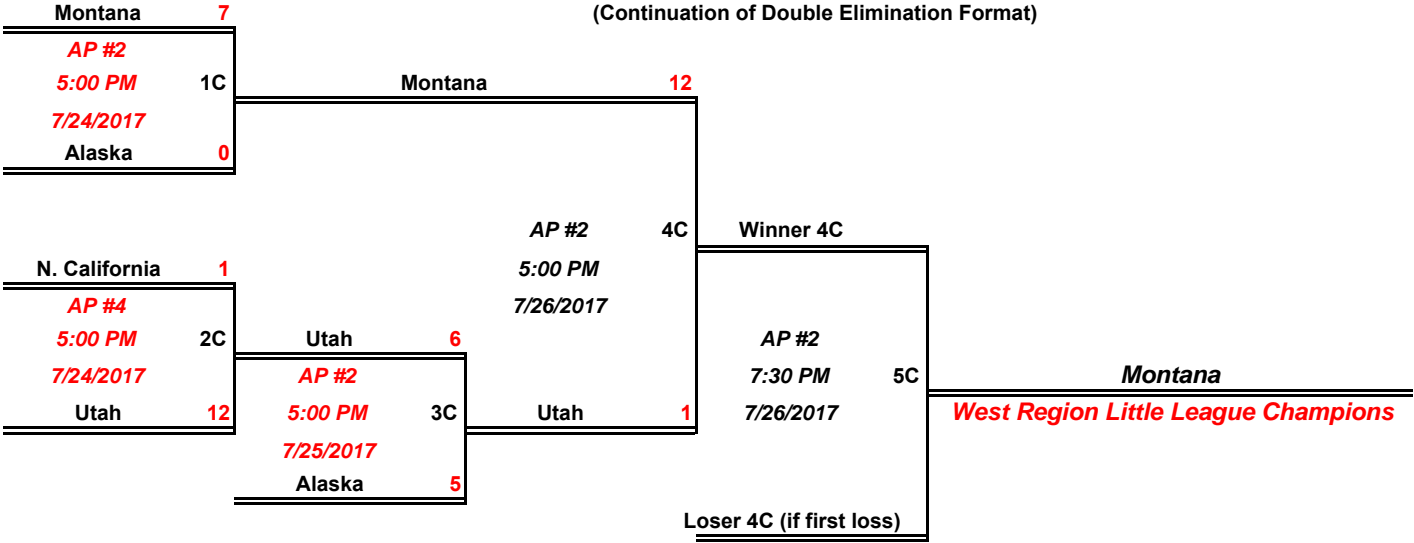 Montana 7 (Continuation of Double Elimination Format)
AP #2
5:00 PM 1C Montana 12
7/24/2017
Alaska 0
AP #2 4C Winner 4C
N. California 1 5:00 PM
AP #4 7/26/2017
5:00 PM 2C Utah 6 AP #2
7/24/2017 AP #2 7:30 PM 5C Montana
Utah 12 5:00 PM 3C Utah 1 7/26/2017 West Region Little League Champions
7/25/2017
Alaska 5
Loser 4C (if first loss)